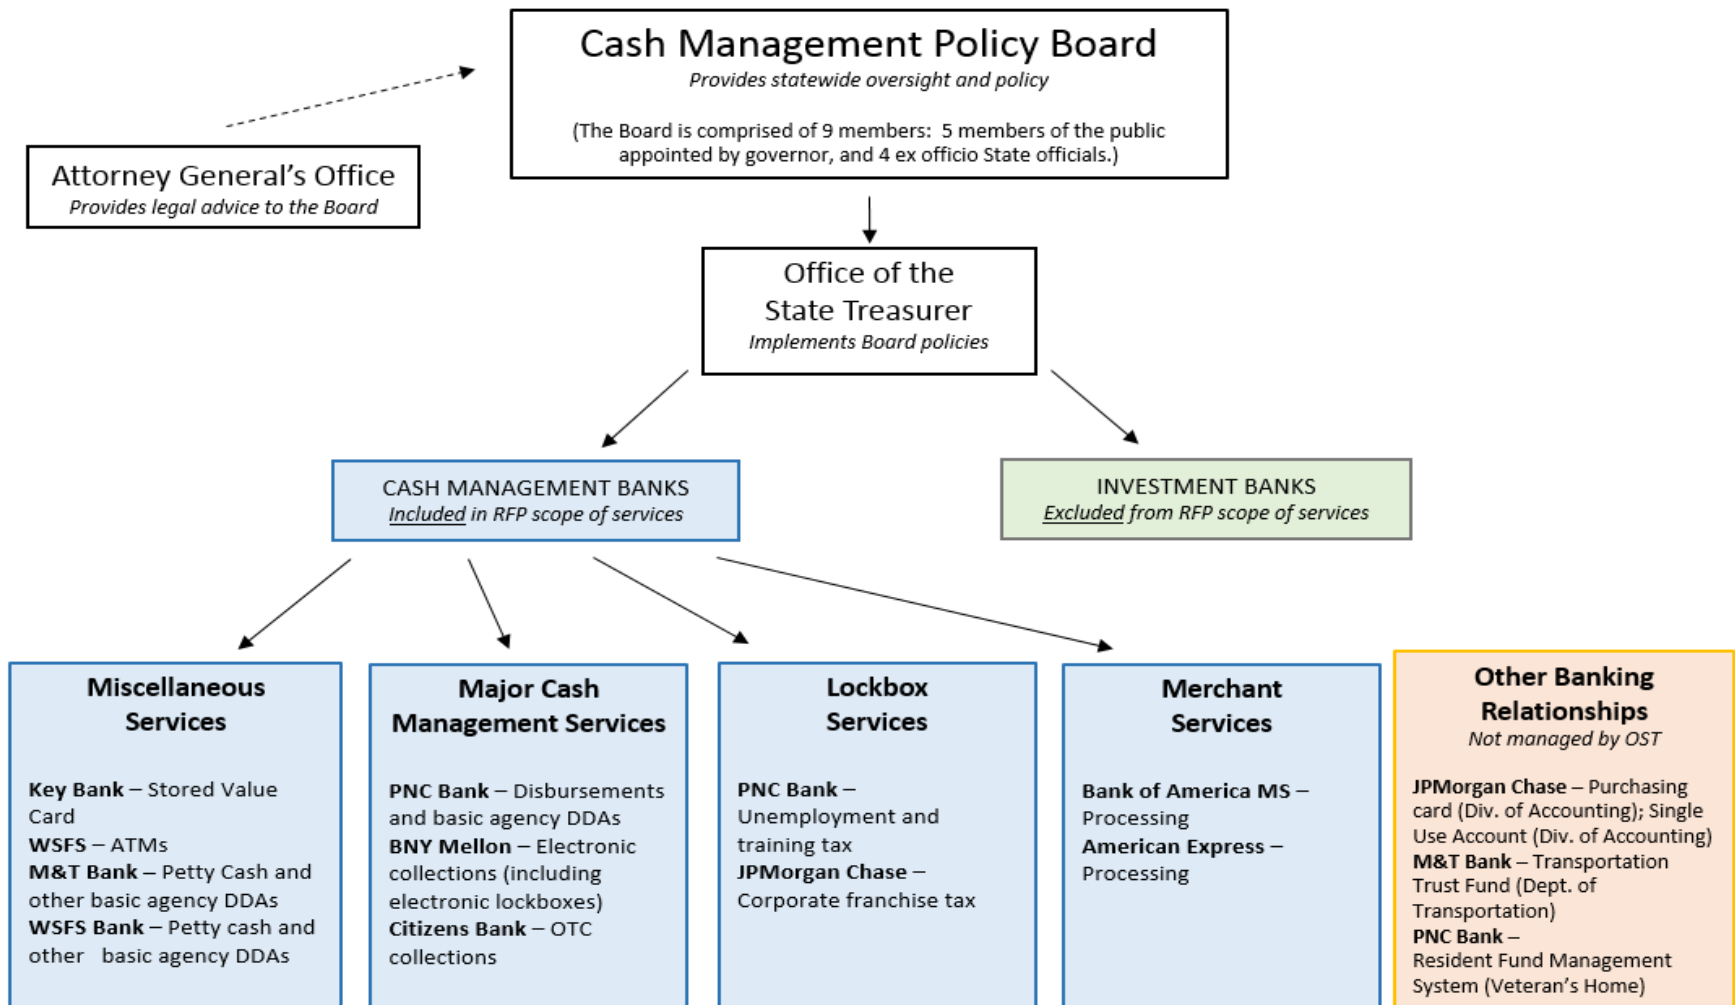 Cash Management Policy Board
Provides statewide oversight and policy
(The Board is comprised of 9 members:  5 members of the public
appointed by governor, and 4 ex officio State officials.)
Attorney General’s Office
Provides legal advice to the Board
Office of the
State Treasurer
Implements Board policies
CASH MANAGEMENT BANKS
Included in RFP scope of services
INVESTMENT BANKS
Excluded from RFP scope of services
Miscellaneous
Services
Key Bank – Stored Value
Card
WSFS – ATMs
M&T Bank – Petty Cash and
other basic agency DDAs
WSFS Bank – Petty cash and
other   basic agency DDAs
Major Cash
Management Services
PNC Bank – Disbursements
and basic agency DDAs
BNY Mellon – Electronic
collections (including
electronic lockboxes)
Citizens Bank – OTC
collections
Lockbox
Services
PNC Bank –
Unemployment and
training tax
JPMorgan Chase –
Corporate franchise tax
Merchant
Services
Bank of America MS –
Processing
American Express –
Processing
Other Banking
Relationships
Not managed by OST
JPMorgan Chase – Purchasing
card (Div. of Accounting); Single
Use Account (Div. of Accounting)
M&T Bank – Transportation
Trust Fund (Dept. of
Transportation)
PNC Bank –
Resident Fund Management
System (Veteran’s Home)